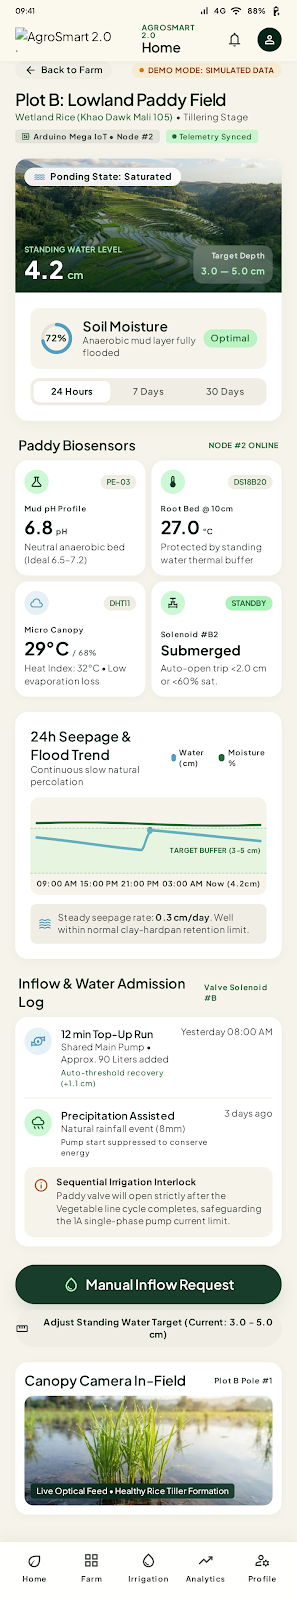 09:41
4G 88%
AgroSmart 2.0
AGROSMART
2.0
Home
Back to Farm
DEMO MODE: SIMULATED DATA
Plot B: Lowland Paddy Field
Wetland Rice (Khao Dawk Mali 105) • Tillering Stage
Arduino Mega IoT • Node #2
Telemetry Synced
Ponding State: Saturated
STANDING WATER LEVEL
4.2 cm
Target Depth
3.0 — 5.0 cm
72%
Soil Moisture
Anaerobic mud layer fully
flooded
Optimal
24 Hours
7 Days
30 Days
Paddy Biosensors
NODE #2 ONLINE
PE-03
Mud pH Profile
6.8 pH
Neutral anaerobic bed
(Ideal 6.5–7.2)
DS18B20
Root Bed @ 10cm
27.0 °C
Protected by standing
water thermal buffer
DHT11
Micro Canopy
29°C / 68%
Heat Index: 32°C • Low
evaporation loss
STANDBY
Solenoid #B2
Submerged
Auto-open trip <2.0 cm
or <60% sat.
24h Seepage &
Flood Trend
Continuous slow natural
percolation
Water
(cm)
Moisture
%
TARGET BUFFER (3-5 cm)
09:00 AM 15:00 PM 21:00 PM 03:00 AM Now (4.2cm)
Steady seepage rate: 0.3 cm/day. Well
within normal clay-hardpan retention limit.
Inflow & Water Admission
Log
Valve Solenoid
#B
12 min Top-Up Run
Yesterday 08:00 AM
Shared Main Pump •
Approx. 90 Liters added
Auto-threshold recovery
(+1.1 cm)
Precipitation Assisted
3 days ago
Natural rainfall event (8mm)
Pump start suppressed to conserve
energy
Sequential Irrigation Interlock
Paddy valve will open strictly after the
Vegetable line cycle completes, safeguarding
the 1A single-phase pump current limit.
Manual Inflow Request
Adjust Standing Water Target (Current: 3.0 – 5.0
cm)
Canopy Camera In-Field
Plot B Pole #1
Live Optical Feed • Healthy Rice Tiller Formation
Home
Farm
Irrigation
Analytics
Profile